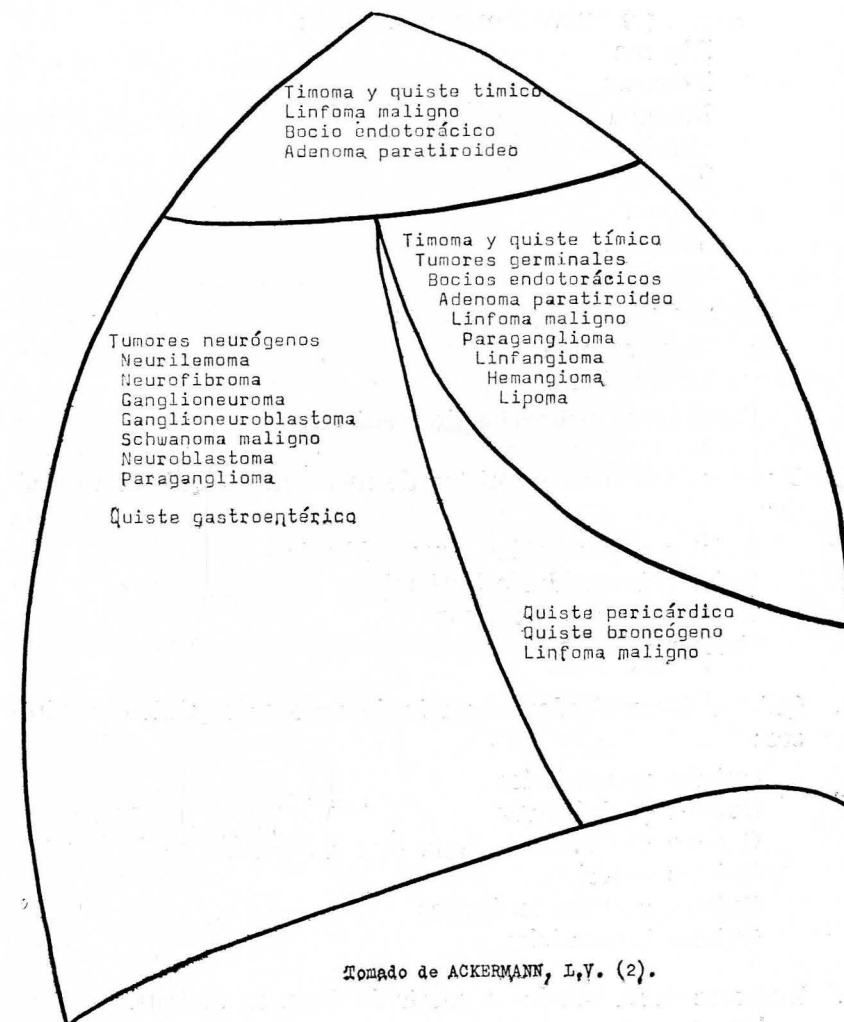 Timoma y quiste timico
Linfoma maligno
Bocio endotorácico
Adenoma paratiroideo
Timoma y quiste tímico
Tumores germinales
Bocios endotorácicos
Adenoma paratiroideo
Linfoma maligno
Paraganglioma
Linfangioma
Hemangioma
Lipoma
Tumores neurógenos
Neurilemoma
Neurofibroma
Ganglioneuroma
Ganglioneuroblastoma
Schwanoma maligno
Neuroblastoma
Paraganglioma
Quiste gastroentérico
Quiste pericárdico
Quiste broncógeno
Linfoma maligno
Tomado de ACKERMANN, L.V. (2).